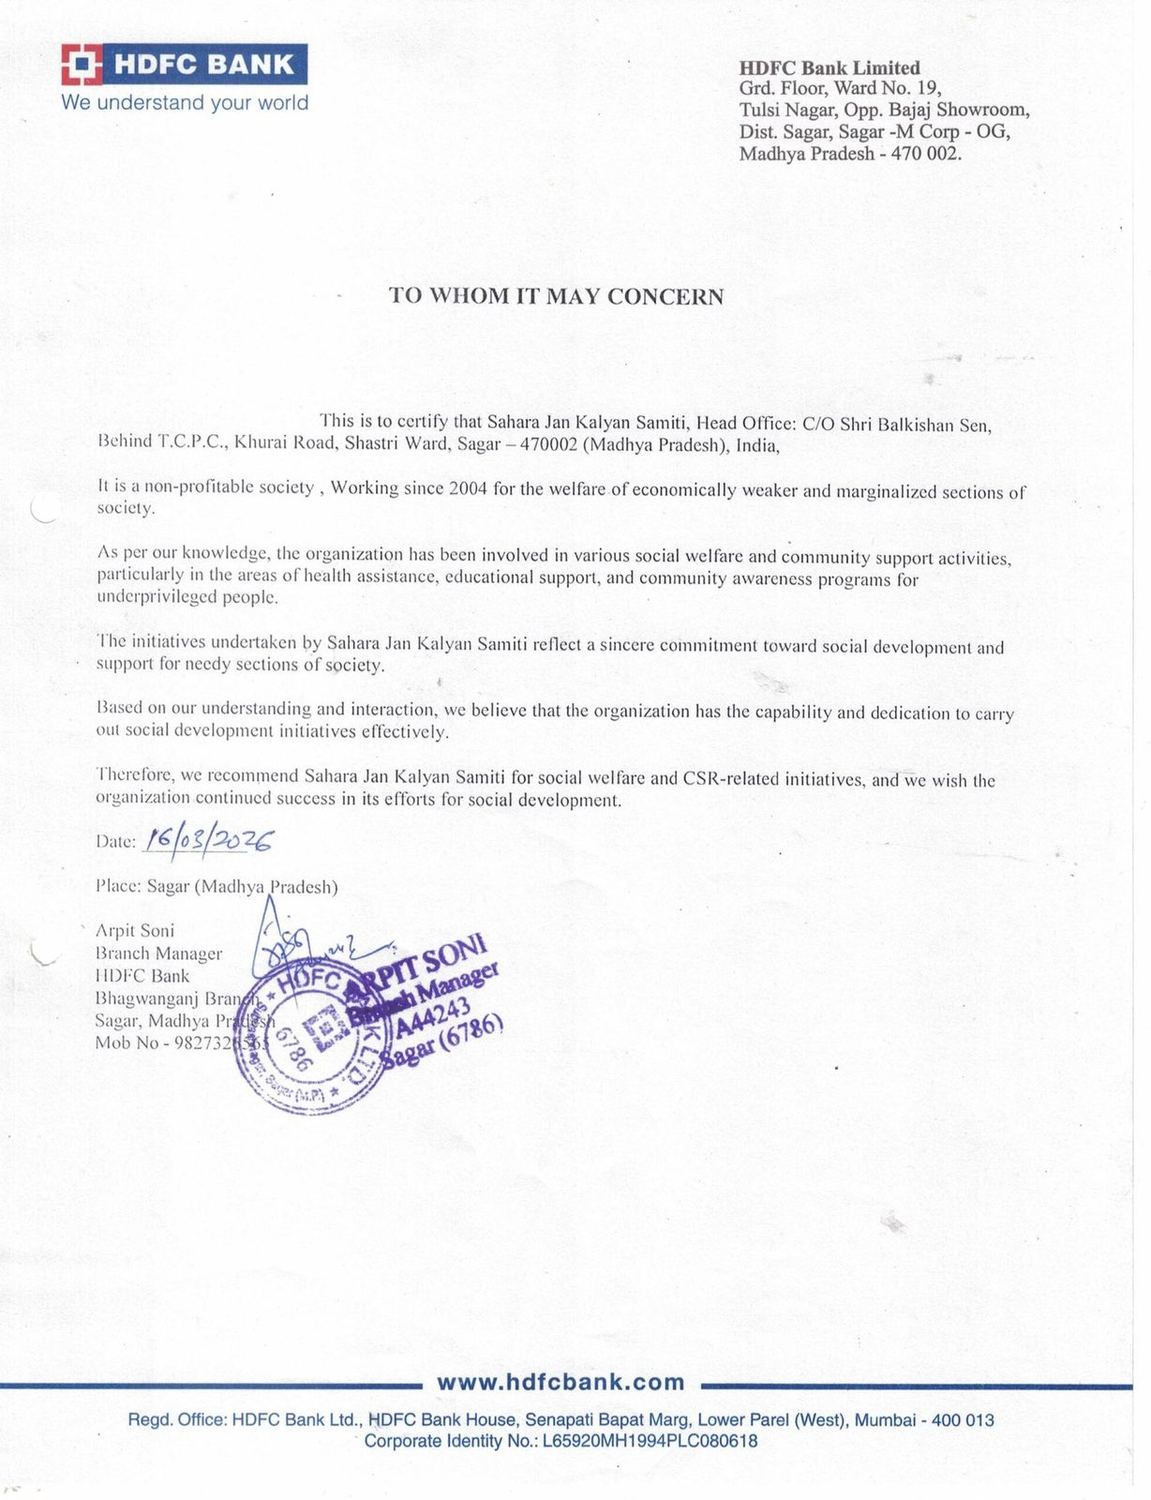 HDFC BANK
We understand your world
HDFC Bank Limited
Grd. Floor, Ward No. 19,
Tulsi Nagar, Opp. Bajaj Showroom,
Dist. Sagar, Sagar -M Corp - OG,
Madhya Pradesh - 470 002.
TO WHOM IT MAY CONCERN
This is to certify that Sahara Jan Kalyan Samiti, Head Office: C/O Shri Balkishan Sen,
Behind T.C.P.C., Khurai Road, Shastri Ward, Sagar – 470002 (Madhya Pradesh), India,
It is a non-profitable society , Working since 2004 for the welfare of economically weaker and marginalized sections of
society.
As per our knowledge, the organization has been involved in various social welfare and community support activities,
particularly in the areas of health assistance, educational support, and community awareness programs for
underprivileged people.
The initiatives undertaken by Sahara Jan Kalyan Samiti reflect a sincere commitment toward social development and
support for needy sections of society.
Based on our understanding and interaction, we believe that the organization has the capability and dedication to carry
out social development initiatives effectively.
Therefore, we recommend Sahara Jan Kalyan Samiti for social welfare and CSR-related initiatives, and we wish the
organization continued success in its efforts for social development.
Date: 16/03/2026
Place: Sagar (Madhya Pradesh)
Arpit Soni
Branch Manager
HDFC Bank
Bhagwanganj Branch
Sagar, Madhya Pradesh
Mob No -
HDFC BANK LTD.
6786
Sagar (M.P.)
ARPIT SONI
Branch Manager
A44243
Sagar (6786)
www.hdfcbank.com
Regd. Office: HDFC Bank Ltd., HDFC Bank House, Senapati Bapat Marg, Lower Parel (West), Mumbai - 400 013
Corporate Identity No.: L65920MH1994PLC080618